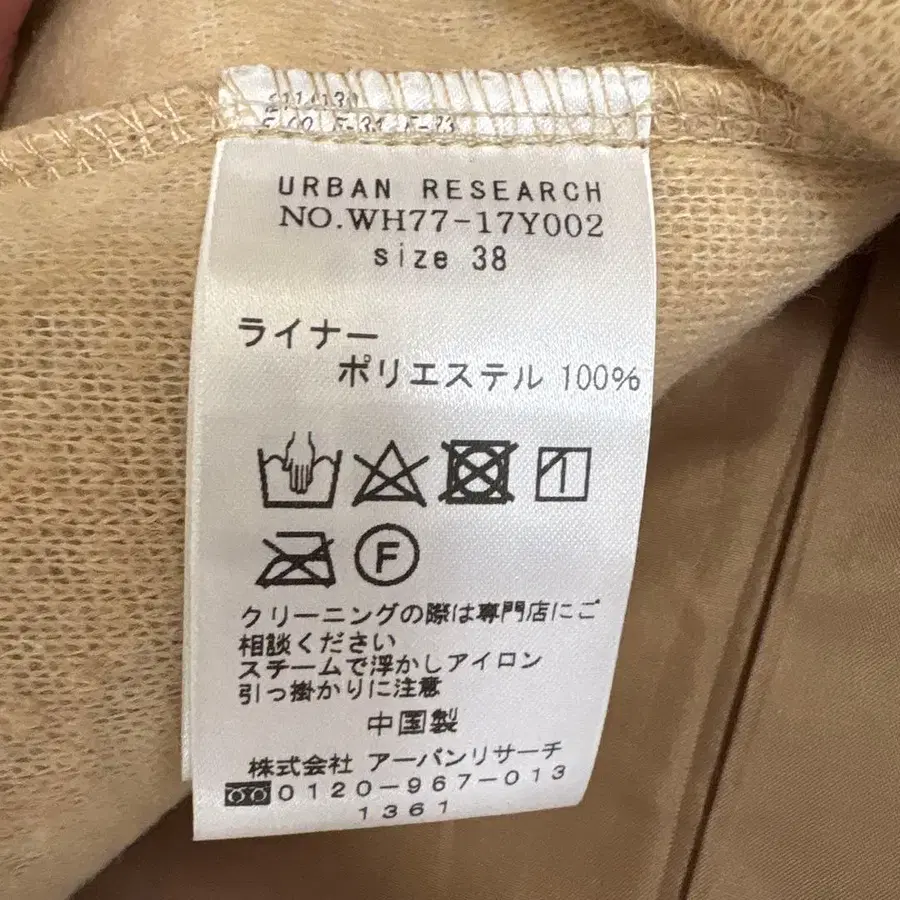 URBAN RESEARCH
NO.WH77-17Y002
size 38
ライナー
ポリエステル 100%
F
クリーニングの際は専門店にご
相談ください
スチームで浮かしアイロン
引っ掛かりに注意
中国製
株式会社 アーバンリサーチ
0120-967-013
1361